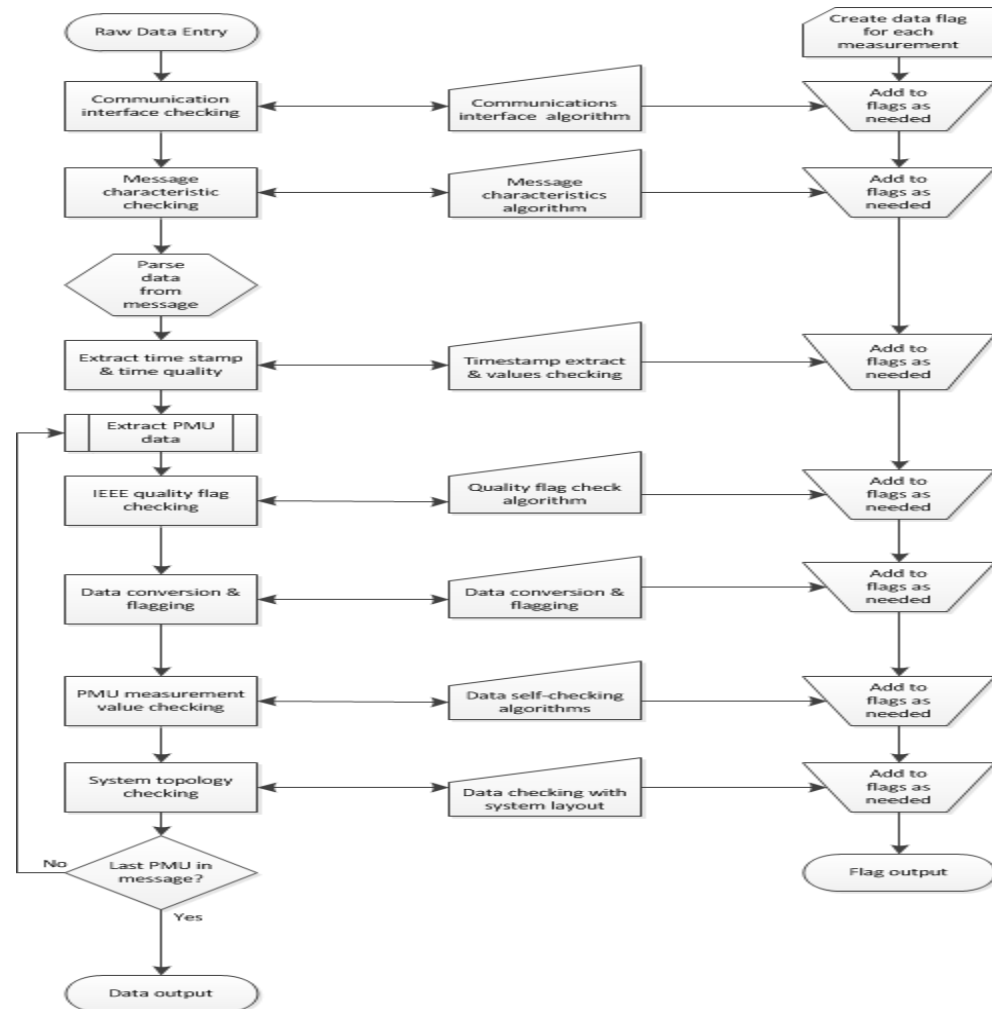 Raw Data Entry
Create data flag
for each
measurement
Communication
interface checking
Communications
interface algorithm
Add to
flags as
needed
Message
characteristic
checking
Message
characteristics
algorithm
Add to
flags as
needed
Parse
data
from
message
Extract time stamp
& time quality
Timestamp extract
& values checking
Add to
flags as
needed
Extract PMU
data
IEEE quality flag
checking
Quality flag check
algorithm
Add to
flags as
needed
Data conversion &
flagging
Data conversion &
flagging
Add to
flags as
needed
PMU measurement
value checking
Data self-checking
algorithms
Add to
flags as
needed
System topology
checking
Data checking with
system layout
Add to
flags as
needed
No
Last PMU in
message?
Flag output
Yes
Data output